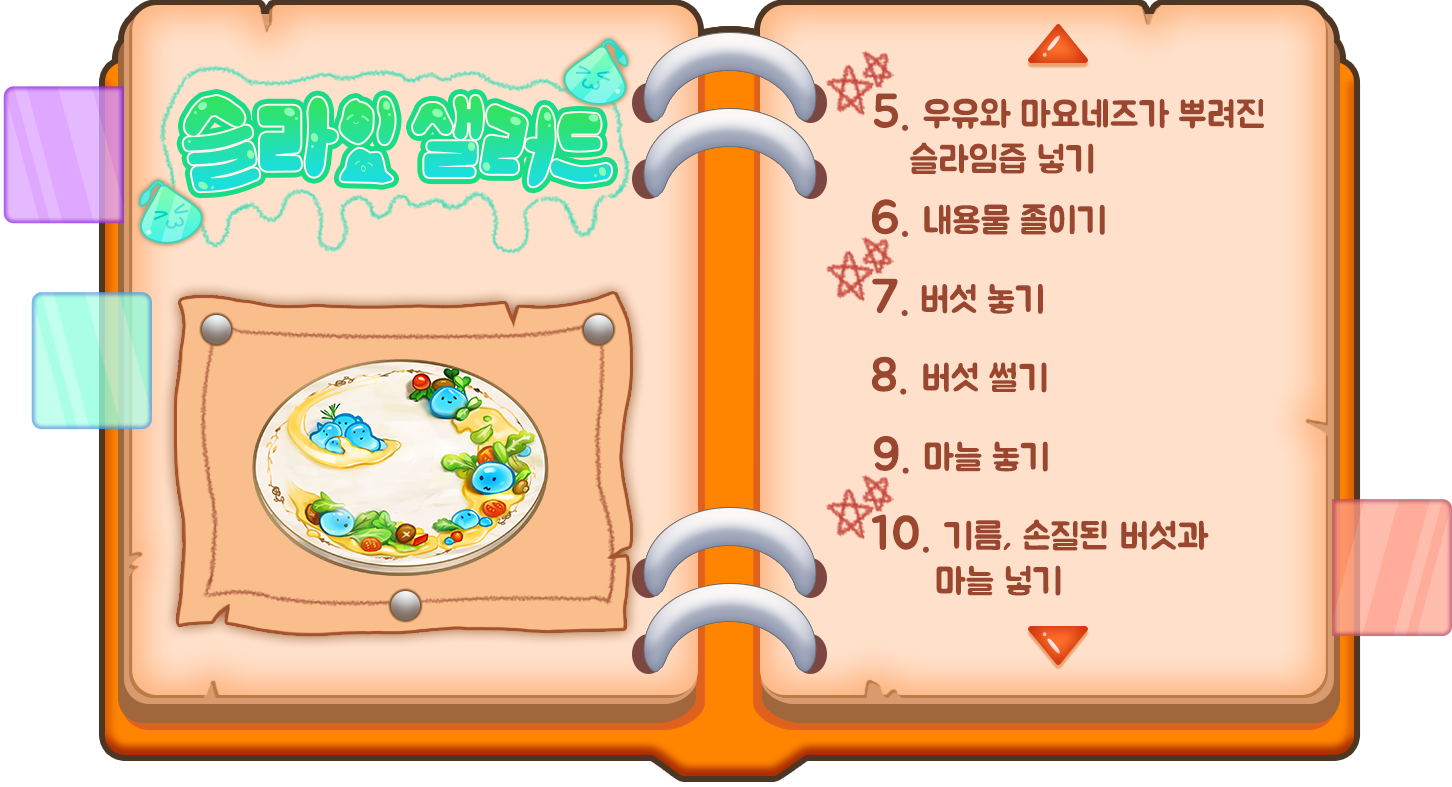 슬라임 샐러드
5. 우유와 마요네즈가 뿌려진
슬라임즙 넣기
6. 내용물 졸이기
7. 버섯 놓기
8. 버섯 썰기
9. 마늘 놓기
10. 기름, 손질된 버섯과
마늘 넣기